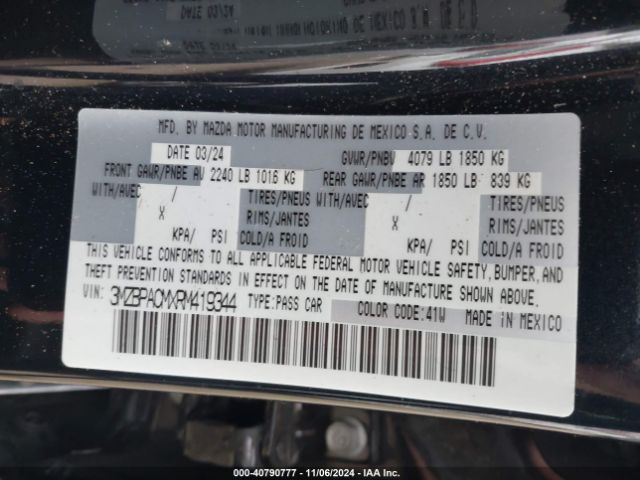 MFD. BY MAZDA MOTOR MANUFACTURING DE MEXICO S.A. DE C.V.
DATE 03/24 GVWR/PNBV 4079 LB 1850 KG
FRONT GAWR/PNBE AV 2240 LB 1016 KG REAR GAWR/PNBE AR 1850 LB 839 KG
WITH/AVEC / TIRES/PNEUS WITH/AVEC / TIRES/PNEUS
X RIMS/JANTES X RIMS/JANTES
KPA/ PSI COLD/A FROID KPA/ PSI COLD/A FROID
THIS VEHICLE CONFORMS TO ALL APPLICABLE FEDERAL MOTOR VEHICLE SAFETY, BUMPER, AND
THEFT PREVENTION STANDARDS IN EFFECT ON THE DATE OF MANUFACTURE SHOWN ABOVE.
VIN: 3MZBPACMXRM419344 TYPE:PASS CAR COLOR CODE:41W MADE IN MEXICO
000-40790777 - 11/06/2024 - IAA Inc.